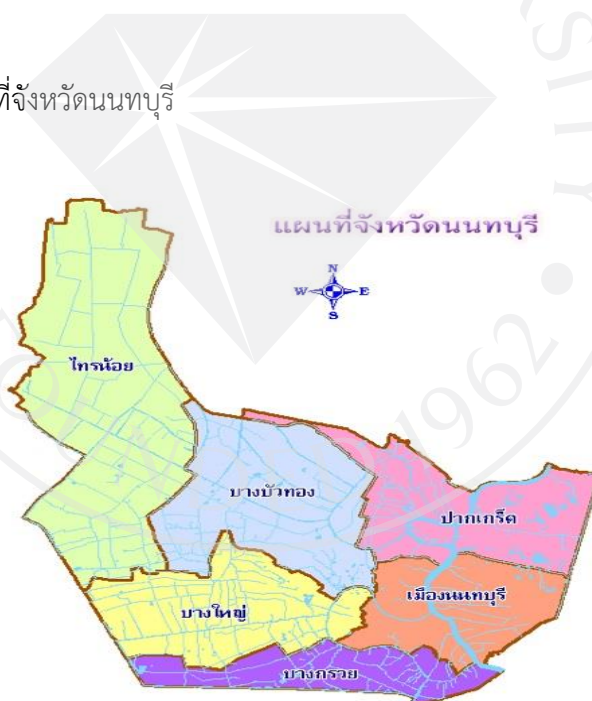 ที่จังหวัดนนทบุรี
แผนที่จังหวัดนนทบุรี
N
W E
S
ไทรน้อย
บางบัวทอง
ปากเกร็ด
เมืองนนทบุรี
บางใหญ่
บางกรวย
SITY
1962